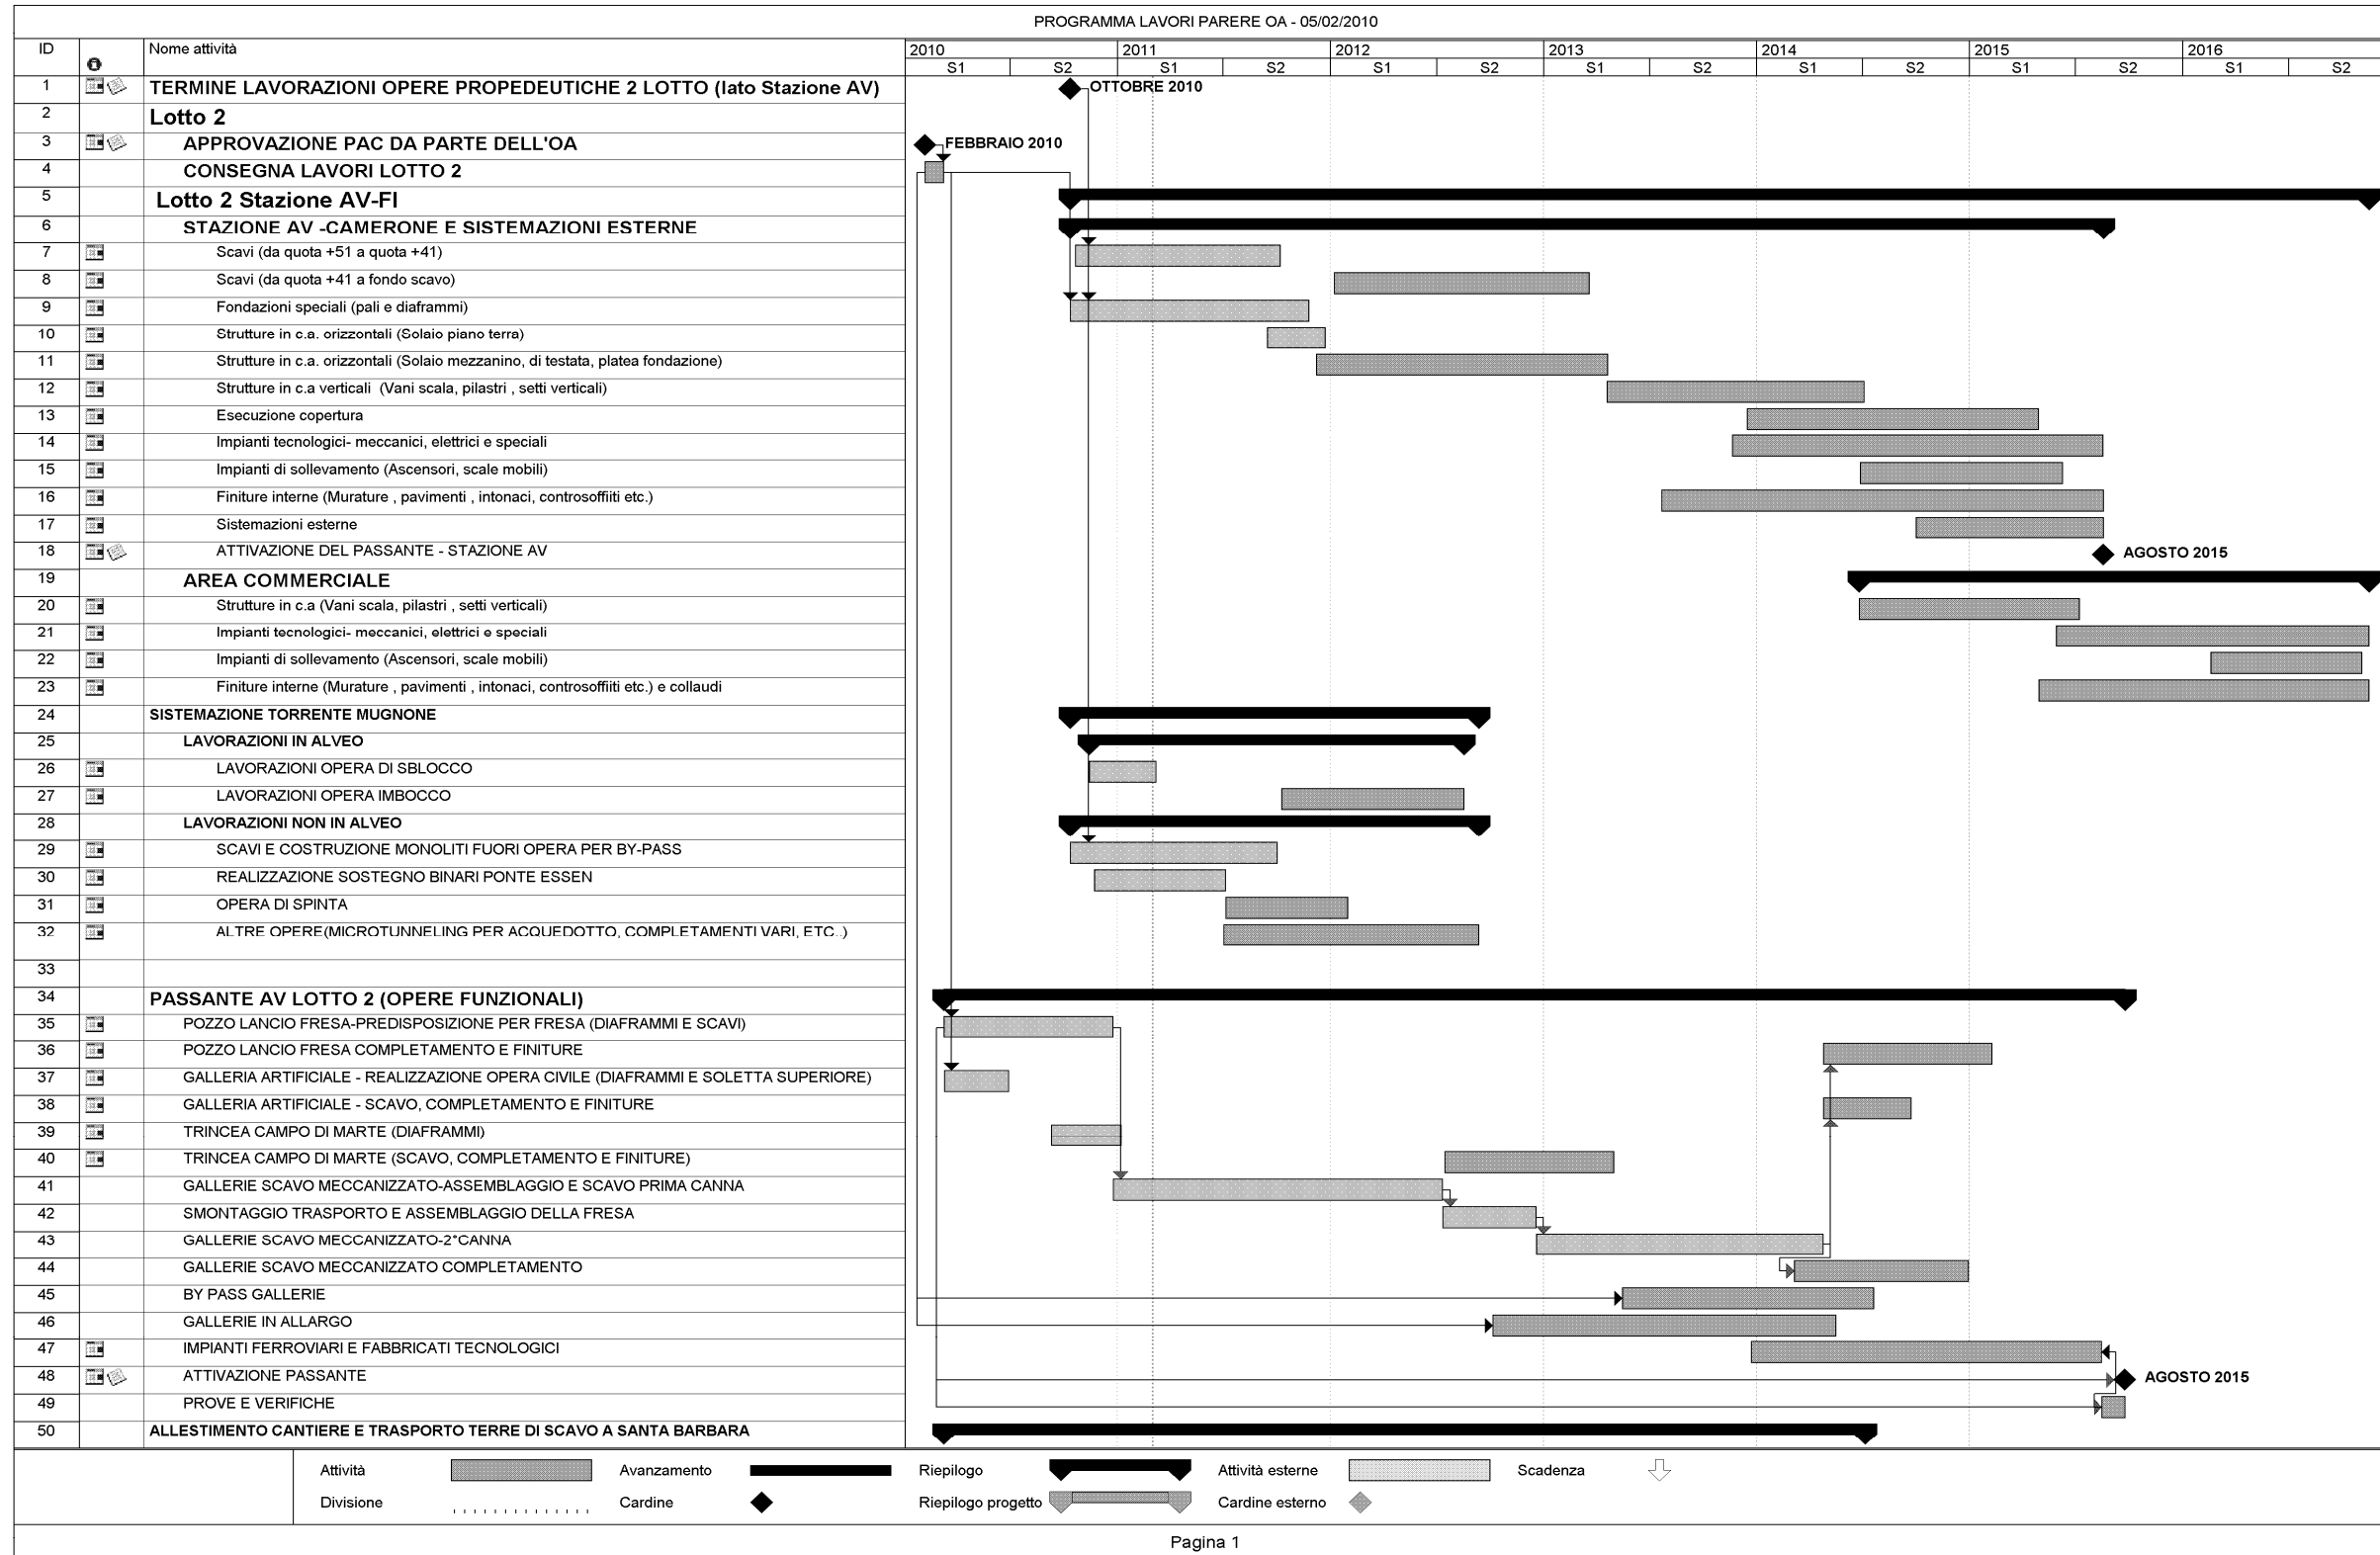 PROGRAMMA LAVORI PARERE OA - 05/02/2010
ID Nome attività 2010 2011 2012 2013 2014 2015 2016
S1 S2 S1 S2 S1 S2 S1 S2 S1 S2 S1 S2 S1 S2
1 TERMINE LAVORAZIONI OPERE PROPEDEUTICHE 2 LOTTO (lato Stazione AV) OTTOBRE 2010
2 Lotto 2
3 APPROVAZIONE PAC DA PARTE DELL'OA FEBBRAIO 2010
4 CONSEGNA LAVORI LOTTO 2
5 Lotto 2 Stazione AV-FI
6 STAZIONE AV -CAMERONE E SISTEMAZIONI ESTERNE
7 Scavi (da quota +51 a quota +41)
8 Scavi (da quota +41 a fondo scavo)
9 Fondazioni speciali (pali e diaframmi)
10 Strutture in c.a. orizzontali (Solaio piano terra)
11 Strutture in c.a. orizzontali (Solaio mezzanino, di testata, platea fondazione)
12 Strutture in c.a verticali (Vani scala, pilastri , setti verticali)
13 Esecuzione copertura
14 Impianti tecnologici- meccanici, elettrici e speciali
15 Impianti di sollevamento (Ascensori, scale mobili)
16 Finiture interne (Murature , pavimenti , intonaci, controsoffiiti etc.)
17 Sistemazioni esterne
18 ATTIVAZIONE DEL PASSANTE - STAZIONE AV AGOSTO 2015
19 AREA COMMERCIALE
20 Strutture in c.a (Vani scala, pilastri , setti verticali)
21 Impianti tecnologici- meccanici, elettrici e speciali
22 Impianti di sollevamento (Ascensori, scale mobili)
23 Finiture interne (Murature , pavimenti , intonaci, controsoffiiti etc.) e collaudi
24 SISTEMAZIONE TORRENTE MUGNONE
25 LAVORAZIONI IN ALVEO
26 LAVORAZIONI OPERA DI SBLOCCO
27 LAVORAZIONI OPERA IMBOCCO
28 LAVORAZIONI NON IN ALVEO
29 SCAVI E COSTRUZIONE MONOLITI FUORI OPERA PER BY-PASS
30 REALIZZAZIONE SOSTEGNO BINARI PONTE ESSEN
31 OPERA DI SPINTA
32 ALTRE OPERE(MICROTUNNELING PER ACQUEDOTTO, COMPLETAMENTI VARI, ETC..)
33
34 PASSANTE AV LOTTO 2 (OPERE FUNZIONALI)
35 POZZO LANCIO FRESA-PREDISPOSIZIONE PER FRESA (DIAFRAMMI E SCAVI)
36 POZZO LANCIO FRESA COMPLETAMENTO E FINITURE
37 GALLERIA ARTIFICIALE - REALIZZAZIONE OPERA CIVILE (DIAFRAMMI E SOLETTA SUPERIORE)
38 GALLERIA ARTIFICIALE - SCAVO, COMPLETAMENTO E FINITURE
39 TRINCEA CAMPO DI MARTE (DIAFRAMMI)
40 TRINCEA CAMPO DI MARTE (SCAVO, COMPLETAMENTO E FINITURE)
41 GALLERIE SCAVO MECCANIZZATO-ASSEMBLAGGIO E SCAVO PRIMA CANNA
42 SMONTAGGIO TRASPORTO E ASSEMBLAGGIO DELLA FRESA
43 GALLERIE SCAVO MECCANIZZATO-2°CANNA
44 GALLERIE SCAVO MECCANIZZATO COMPLETAMENTO
45 BY PASS GALLERIE
46 GALLERIE IN ALLARGO
47 IMPIANTI FERROVIARI E FABBRICATI TECNOLOGICI
48 ATTIVAZIONE PASSANTE AGOSTO 2015
49 PROVE E VERIFICHE
50 ALLESTIMENTO CANTIERE E TRASPORTO TERRE DI SCAVO A SANTA BARBARA
Attività Avanzamento Riepilogo Attività esterne Scadenza
Divisione Cardine Riepilogo progetto Cardine esterno
Pagina 1